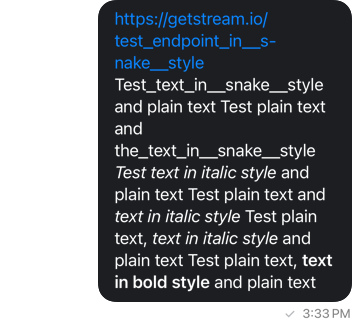 https://getstream.io/
test_endpoint_in__s-
nake__style
Test_text_in__snake__style
and plain text Test plain text
and
the_text_in__snake__style
Test text in italic style and
plain text Test plain text and
text in italic style Test plain
text, text in italic style and
plain text Test plain text, text
in bold style and plain text
3:33 PM